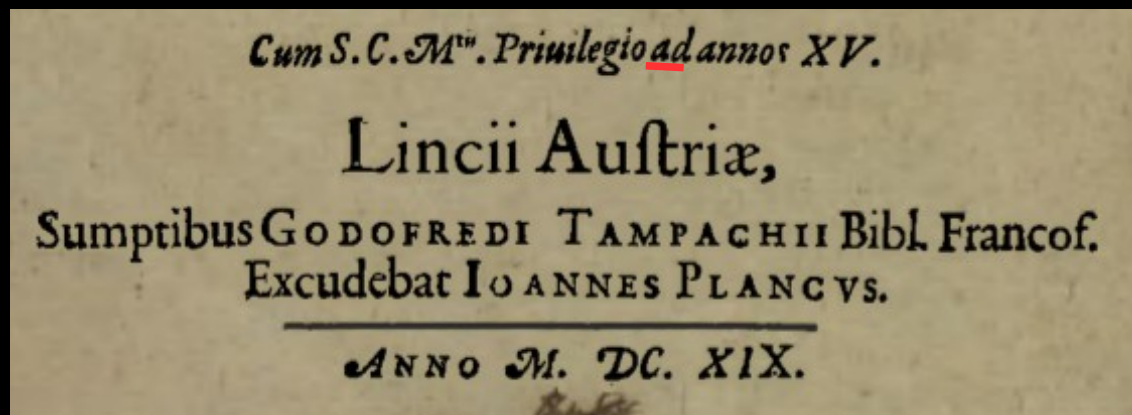 Cum S. C. Mtis. Priuilegio ad annos XV.
Lincii Auſtriæ,
Sumptibus GODOFREDI TAMPACHII Bibl. Francof.
Excudebat IOANNES PLANCVS.
ANNO M. DC. XIX.